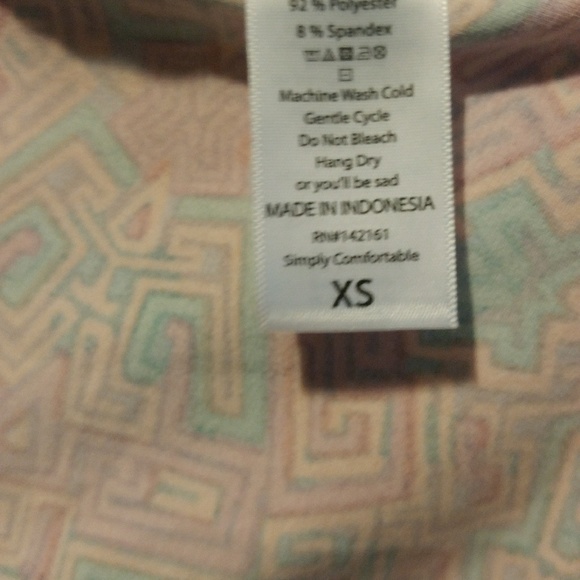 92 % Polyester
8 % Spandex
Machine Wash Cold
Gentle Cycle
Do Not Bleach
Hang Dry
or you'll be sad
MADE IN INDONESIA
RN#142161
Simply Comfortable
XS